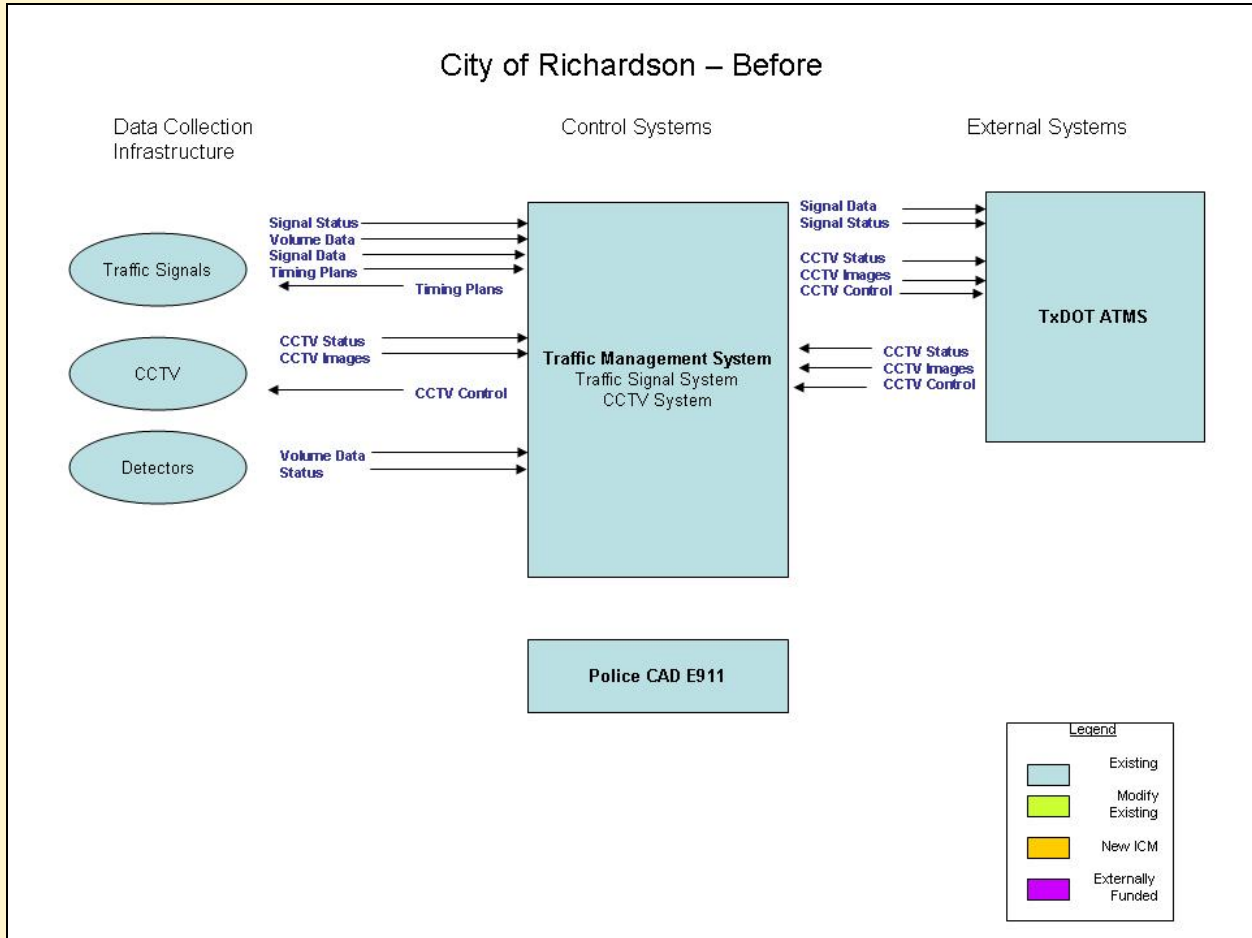 City of Richardson – Before
Data Collection
Infrastructure
Control Systems
External Systems
Traffic Signals
Signal Status
Volume Data
Signal Data
Timing Plans
Timing Plans
CCTV
CCTV Status
CCTV Images
CCTV Control
Detectors
Volume Data
Status
Traffic Management System
Traffic Signal System
CCTV System
Signal Data
Signal Status
CCTV Status
CCTV Images
CCTV Control
CCTV Status
CCTV Images
CCTV Control
TxDOT ATMS
Police CAD E911
Legend
Existing
Modify
Existing
New ICM
Externally
Funded